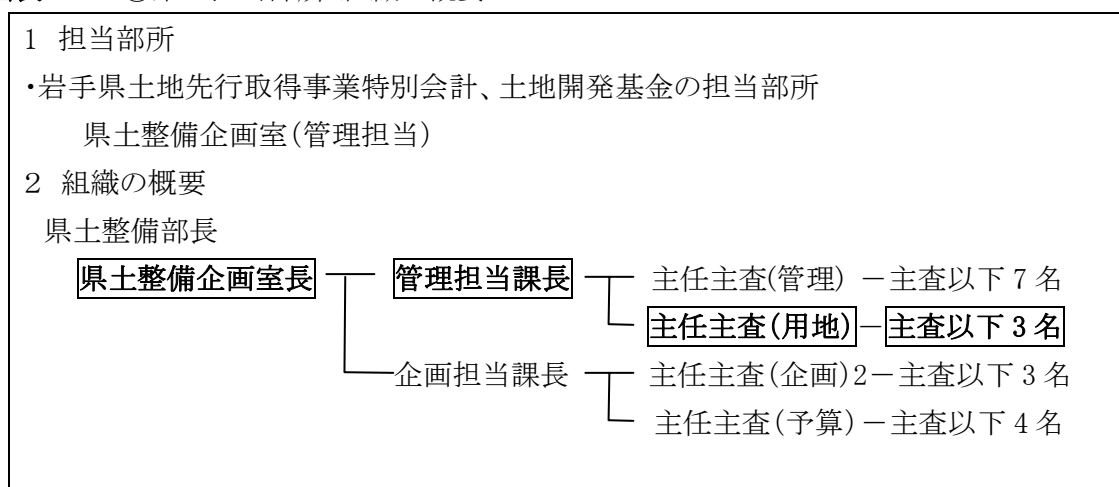 1 担当部所
・岩手県土地先行取得事業特別会計、土地開発基金の担当部所
県土整備企画室(管理担当)
2 組織の概要
県土整備部長
県土整備企画室長 管理担当課長 主任主査(管理) -主査以下 7 名
主任主査(用地)-主査以下 3 名
企画担当課長 主任主査(企画)2-主査以下 3 名
主任主査(予算)-主査以下 4 名